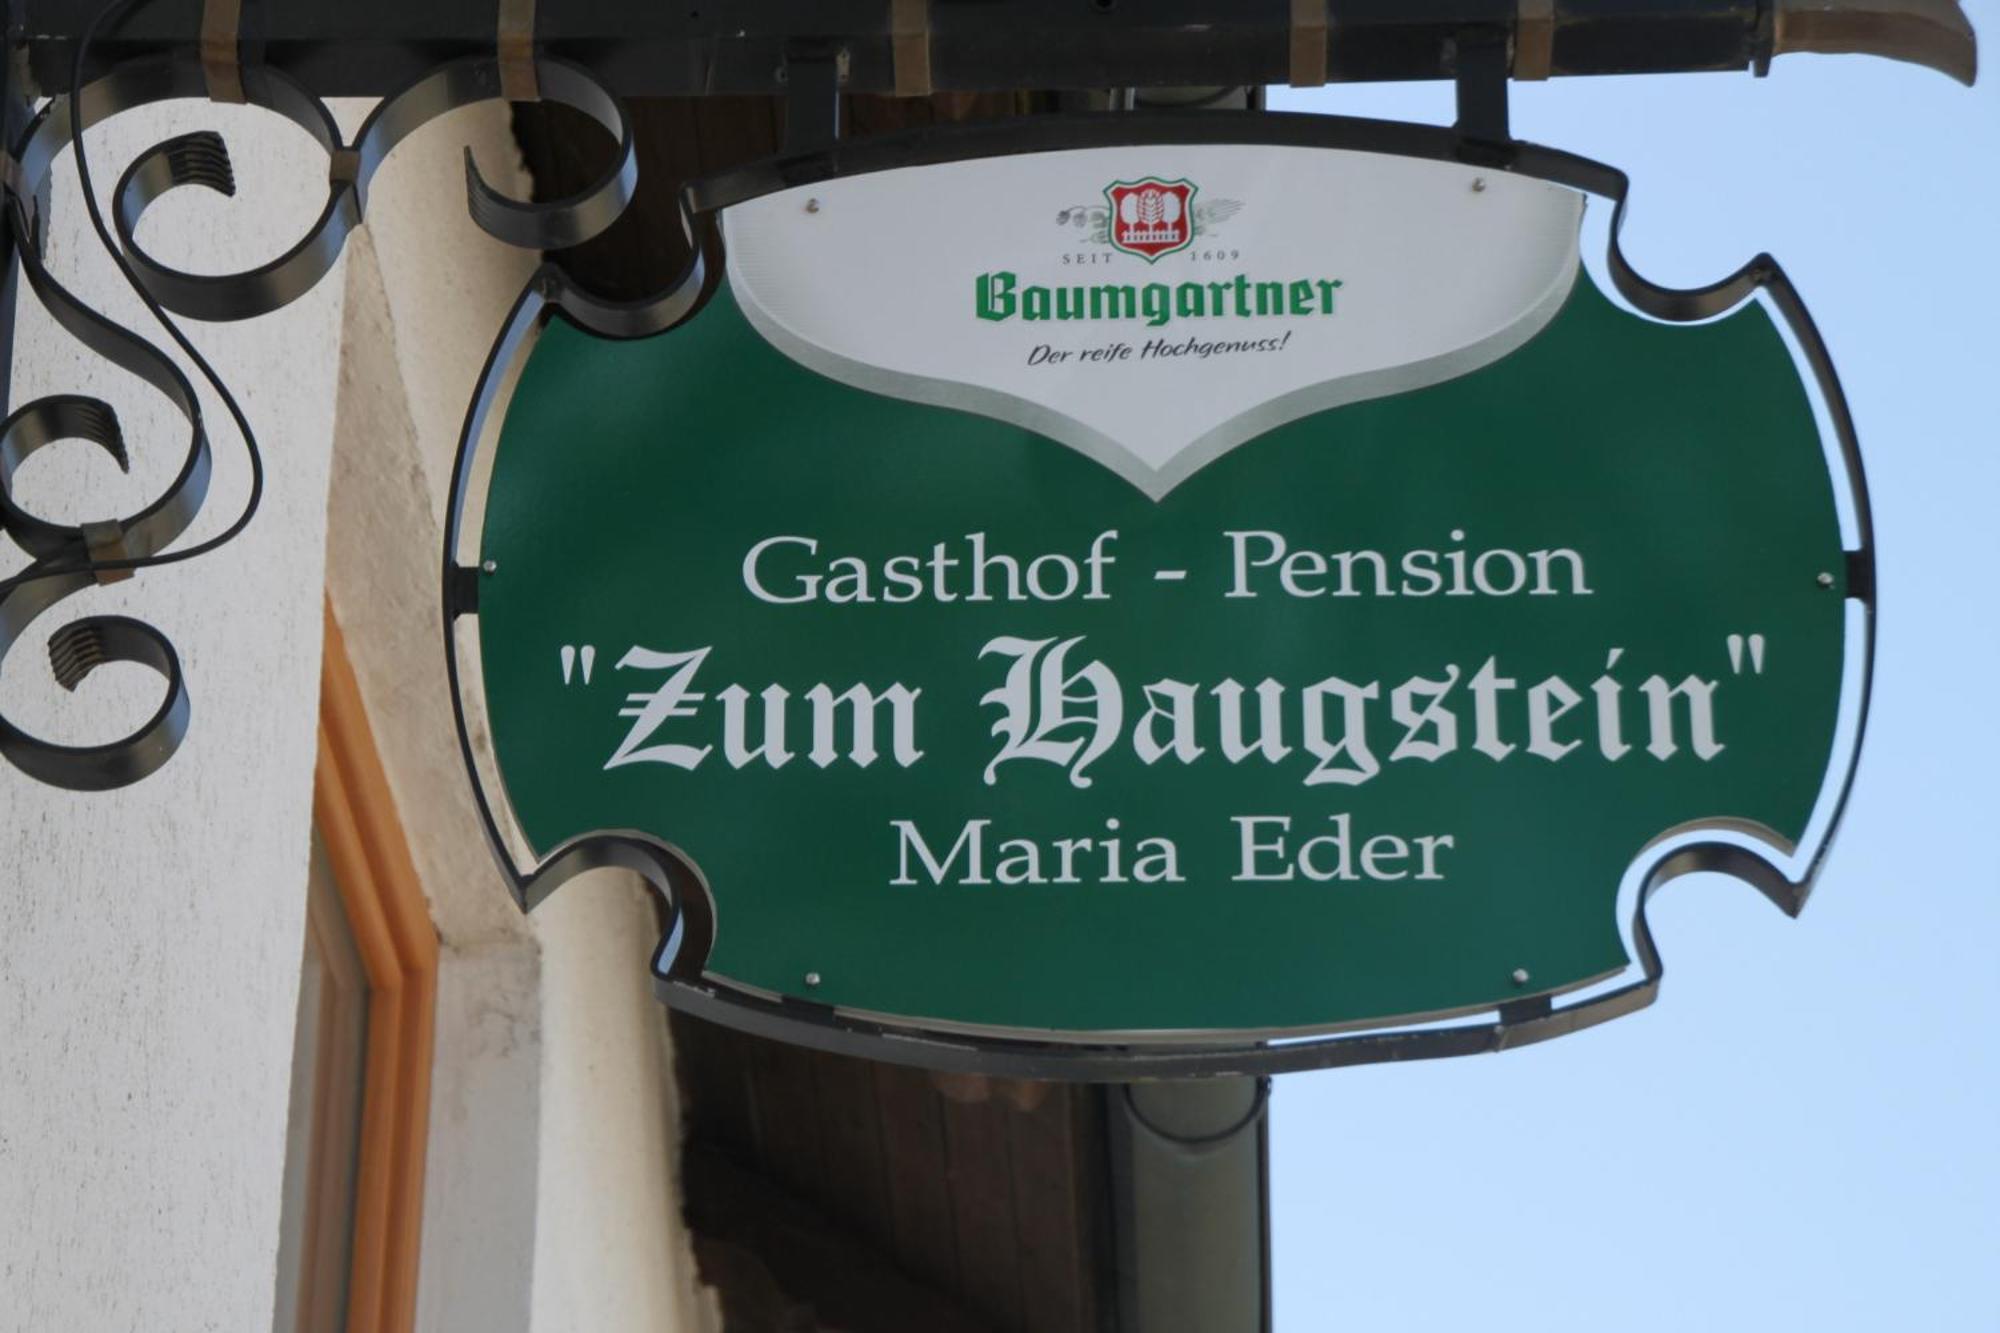 SEIT 1609
Baumgartner
Der reife Hochgenuss!
Gasthof - Pension
"Zum Haugstein"
Maria Eder